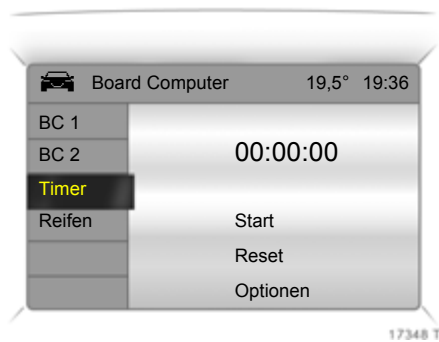 Board Computer 19,5° 19:36
BC 1
BC 2
Timer
Reifen
00:00:00
Start
Reset
Optionen
17348 T